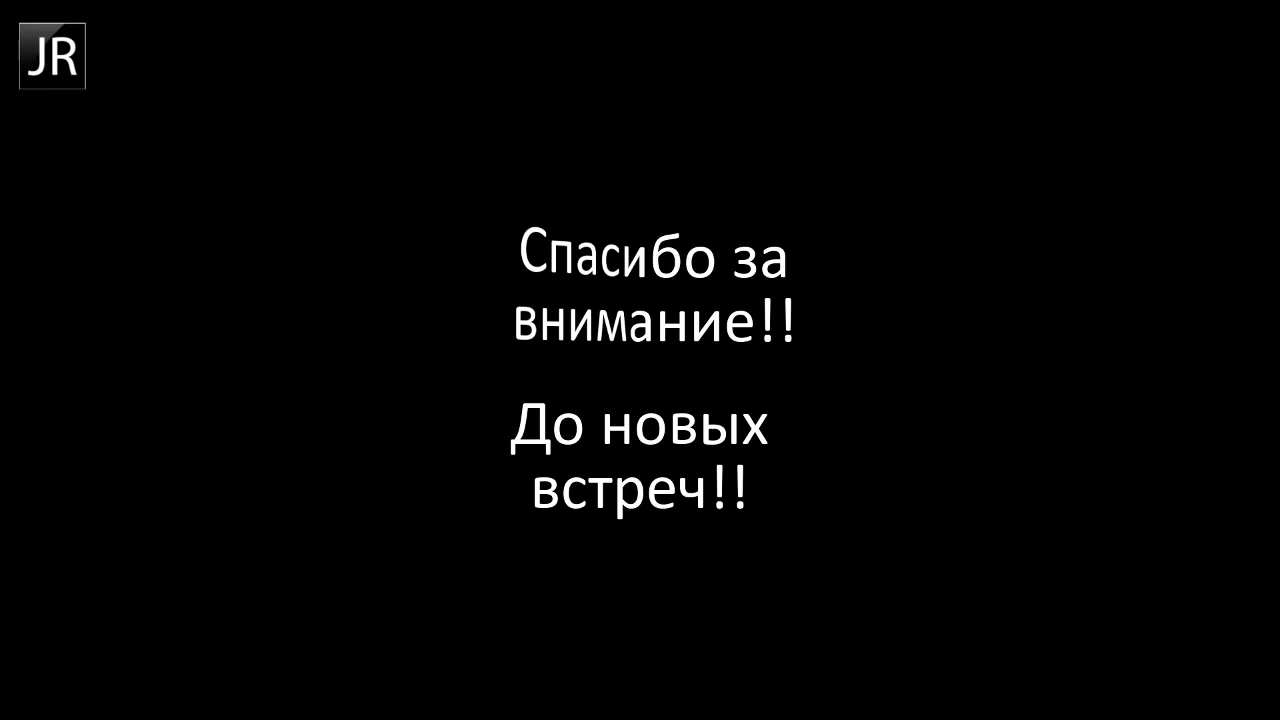 JR
Спасибо за
внимание!!
До новых
встреч!!